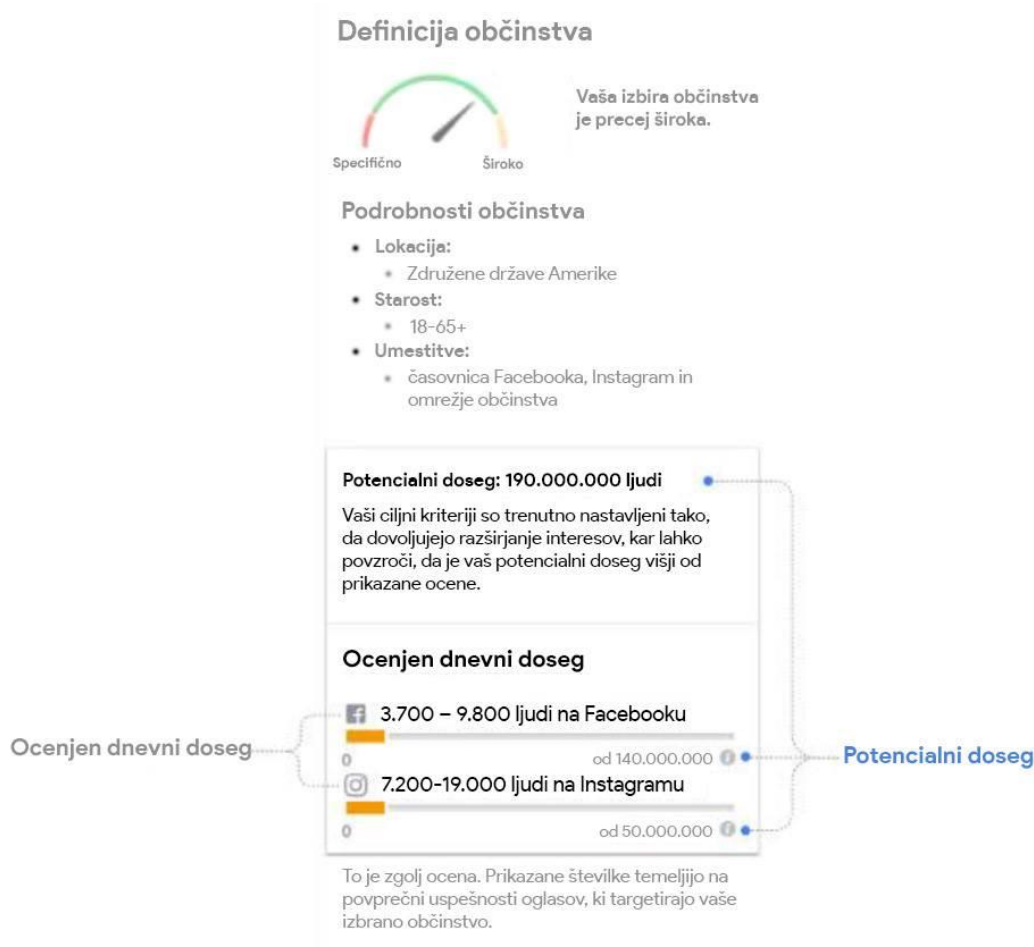 Definicija občinstva
Vaša izbira občinstva
je precej široka.
Specifično
Široko
Podrobnosti občinstva
Lokacija:
Združene države Amerike
Starost:
18-65+
Umestitve:
časovnica Facebooka, Instagram in
omrežje občinstva
Potencialni doseg: 190.000.000 ljudi
Vaši ciljni kriteriji so trenutno nastavljeni tako,
da dovoljujejo razširjanje interesov, kar lahko
povzroči, da je vaš potencialni doseg višji od
prikazane ocene.
Ocenjen dnevni doseg
3.700 – 9.800 ljudi na Facebooku
0
od 140.000.000
7.200-19.000 ljudi na Instagramu
0
od 50.000.000
Ocenjen dnevni doseg
Potencialni doseg
To je zgolj ocena. Prikazane številke temeljijo na
povprečni uspešnosti oglasov, ki targetirajo vaše
izbrano občinstvo.